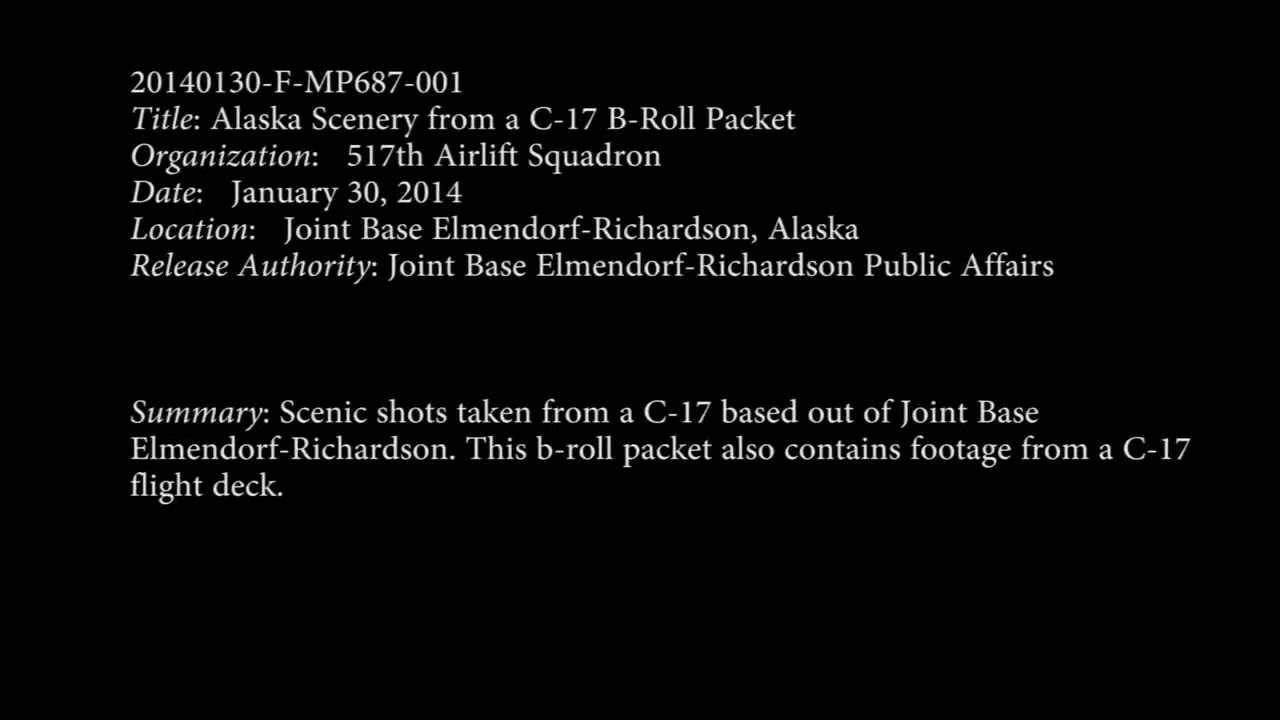 20140130-F-MP687-001
Title: Alaska Scenery from a C-17 B-Roll Packet
Organization: 517th Airlift Squadron
Date: January 30, 2014
Location: Joint Base Elmendorf-Richardson, Alaska
Release Authority: Joint Base Elmendorf-Richardson Public Affairs
Summary: Scenic shots taken from a C-17 based out of Joint Base
Elmendorf-Richardson. This b-roll packet also contains footage from a C-17
flight deck.